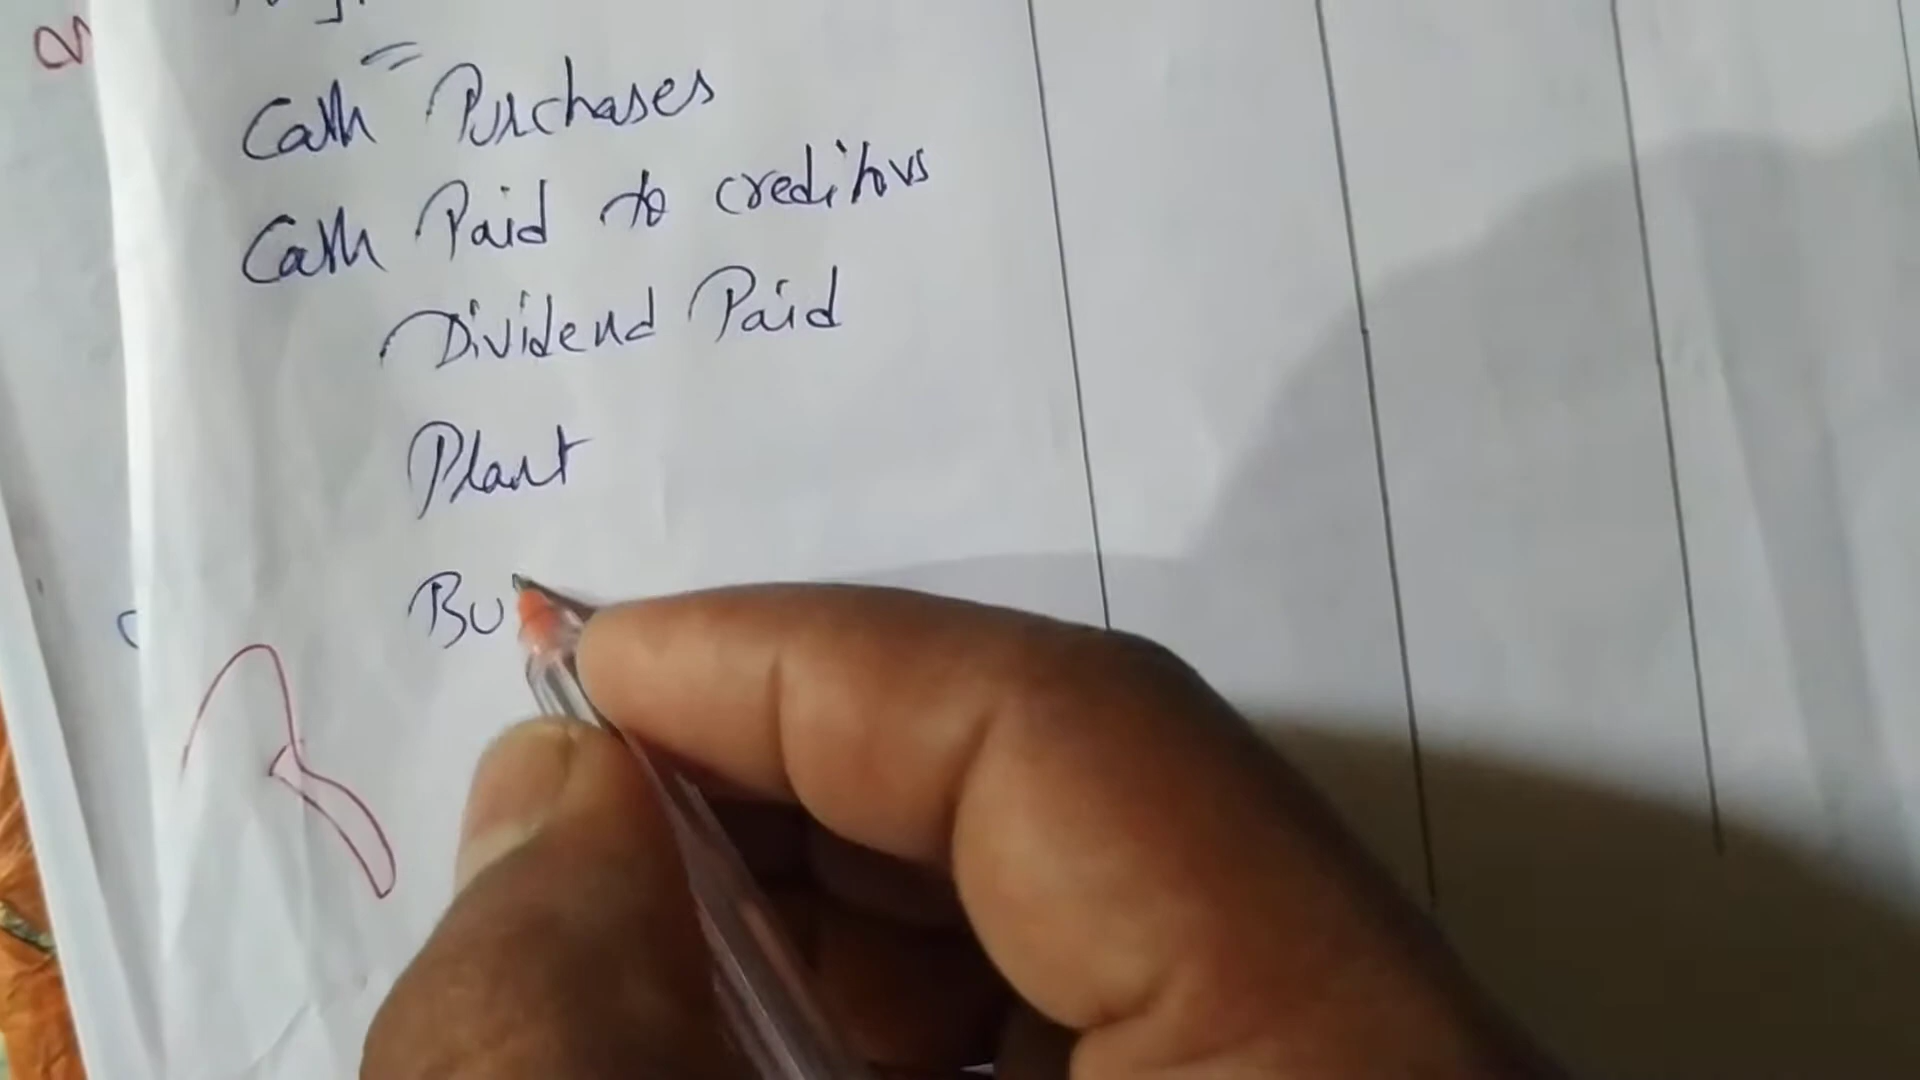 Cash Purchases
Cash Paid to creditors
Dividend Paid
Plant
Bu